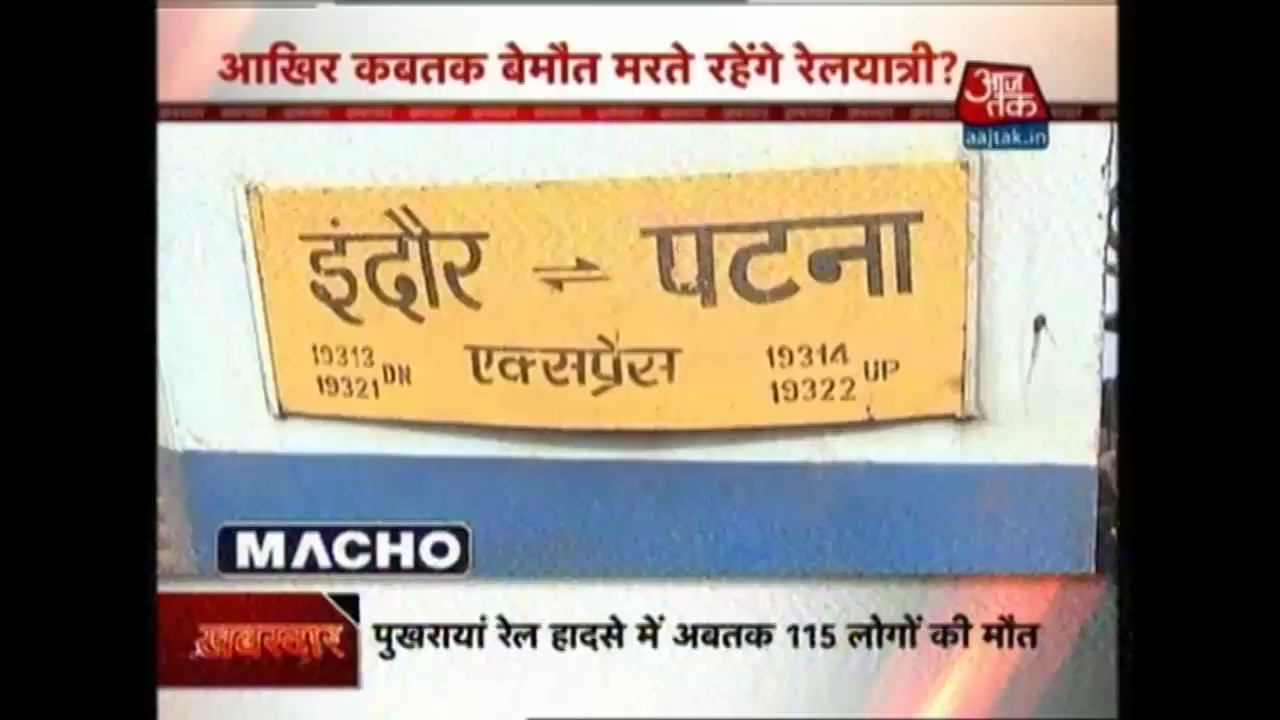 आखिर कबतक बेमौत मरते रहेंगे रेलयात्री?
आज
तक
aajtak.in
इंदौर ⇌ पटना
19313
19321 DN
एक्सप्रैस
19314
19322 UP
MACHO
खबरदार
पुखरायां रेल हादसे में अबतक 115 लोगों की मौत